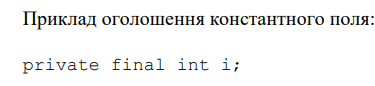 Приклад оголошення константного поля:
private final int i;